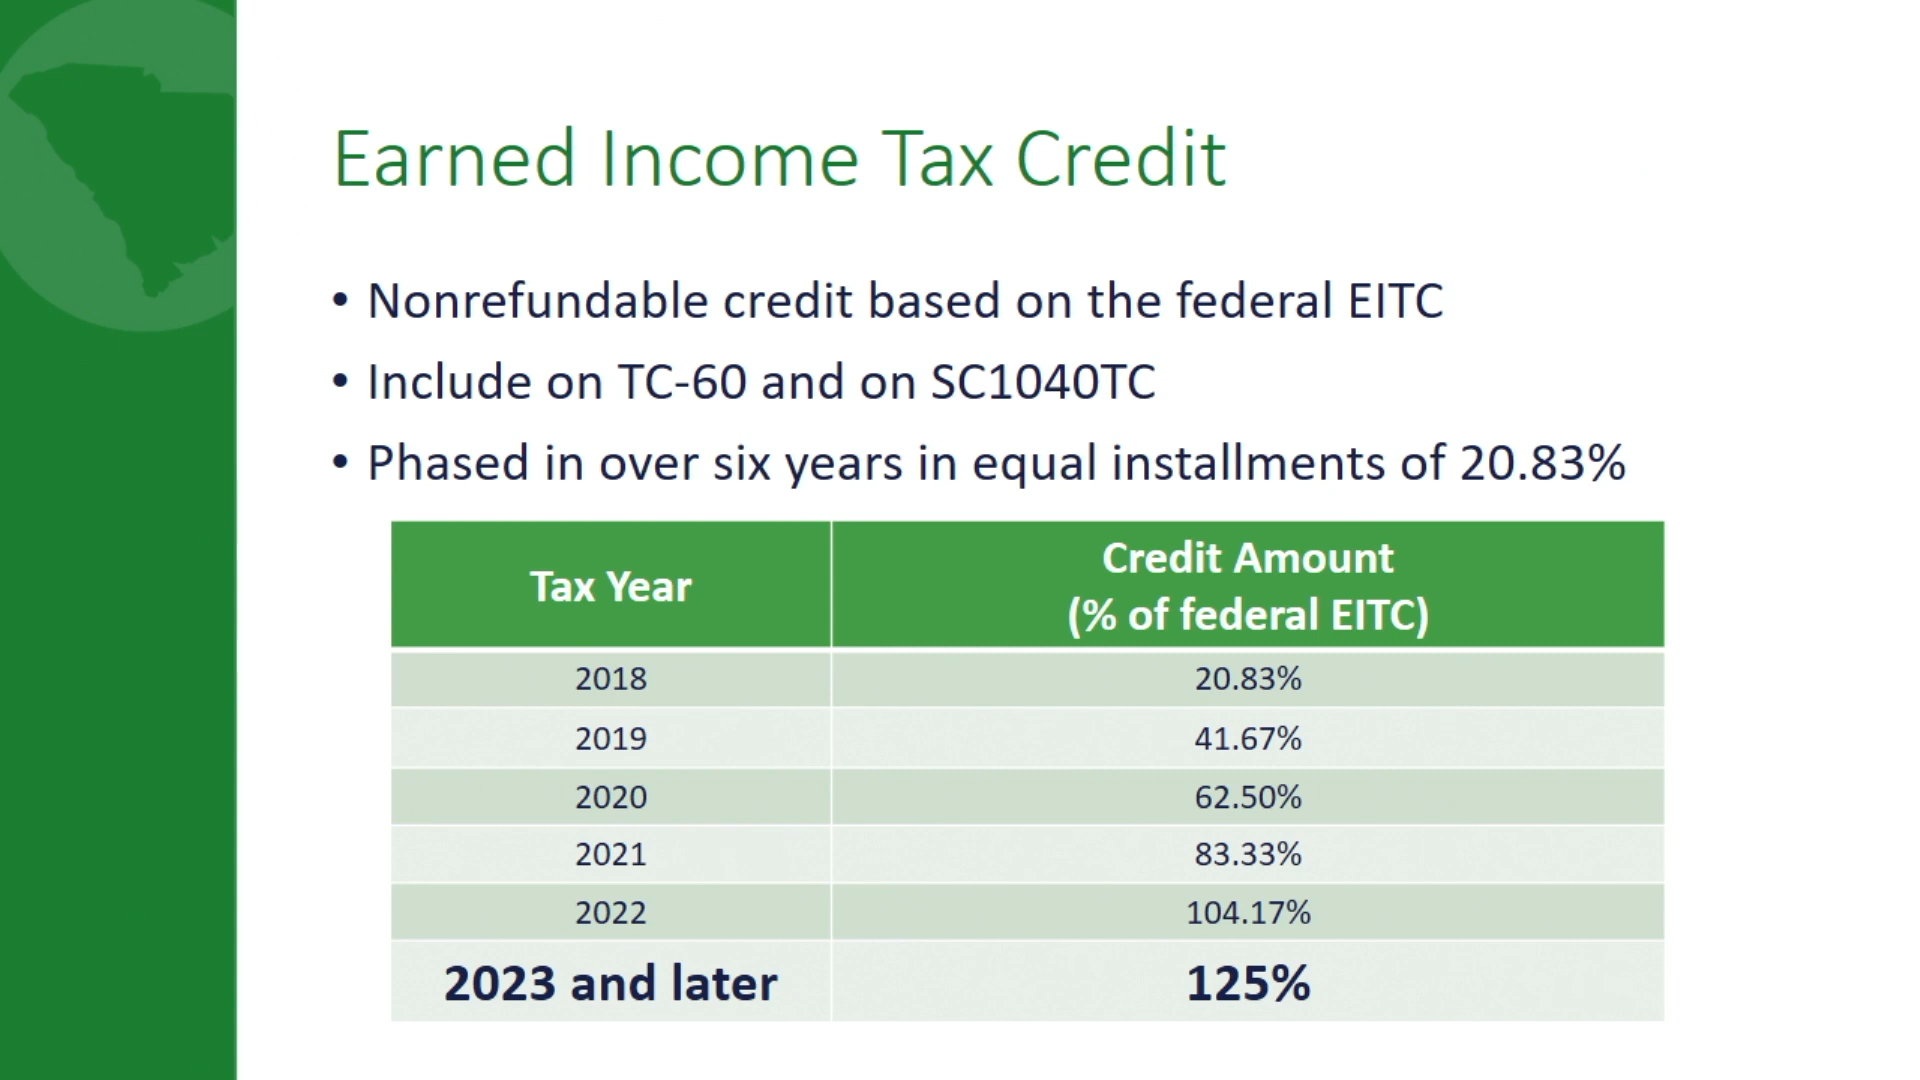 Earned Income Tax Credit
• Nonrefundable credit based on the federal EITC
• Include on TC-60 and on SC1040TC
• Phased in over six years in equal installments of 20.83%
Tax Year
Credit Amount
(% of federal EITC)
2018 20.83%
2019 41.67%
2020 62.50%
2021 83.33%
2022 104.17%
2023 and later 125%